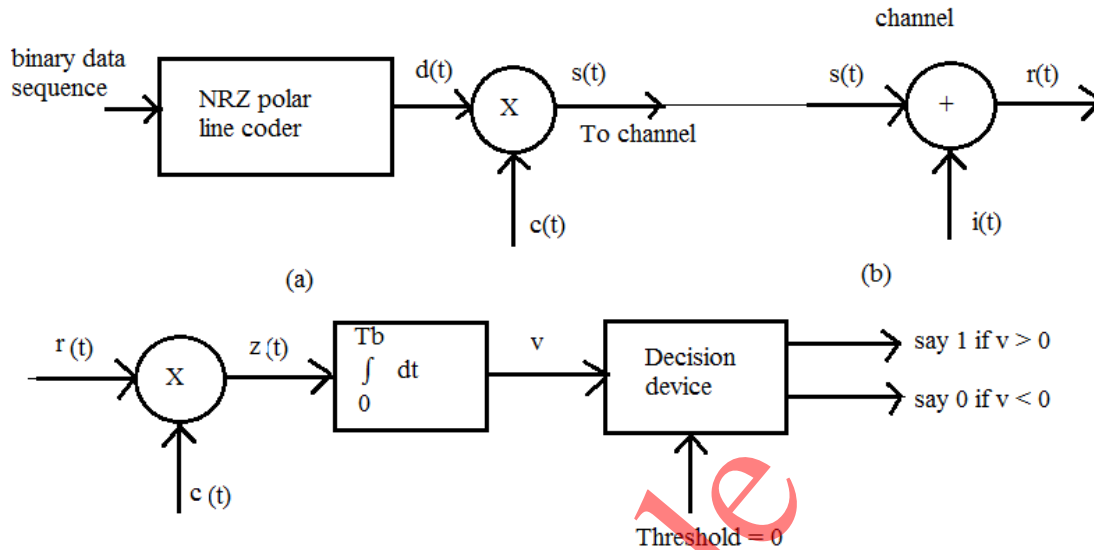 channel
binary data
sequence
NRZ polar
line coder
d(t)
X
s(t)
To channel
c(t)
s(t)
+
r(t)
i(t)
(a)
(b)
r(t)
X
z(t)
c(t)
Tb
∫ dt
0
v
Decision
device
say 1 if v > 0
say 0 if v < 0
Threshold = 0